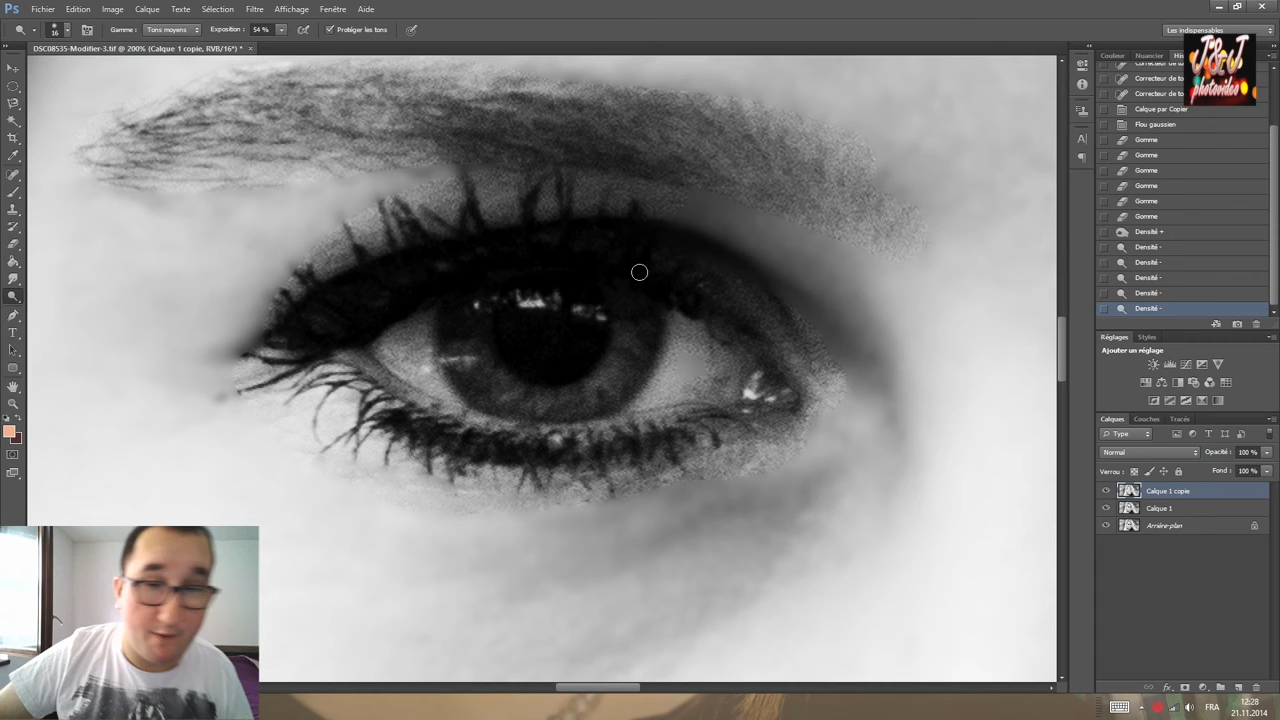 Ps Fichier Edition Image Calque Texte Sélection Filtre Affichage Fenêtre Aide
16 Gamme : Tons moyens Exposition : 54 % Protéger les tons Les indispensables
DSC08535-Modifier-3.tif @ 200% (Calque 1 copie, RVB/16*) * ×
Couleur Nuancier
J&J
photovideo
Correcteur de to
Correcteur de to
Calque par Copier
Flou gaussien
Gomme
Gomme
Gomme
Gomme
Gomme
Gomme
Densité +
Densité -
Densité -
Densité -
Densité -
Densité -
Réglages Styles
Ajouter un réglage
Calques Couches Tracés
Type
Normal Opacité : 100 %
Verrou : Fond : 100 %
Calque 1 copie
Calque 1
Arrière-plan
FRA 12:28
21.11.2014